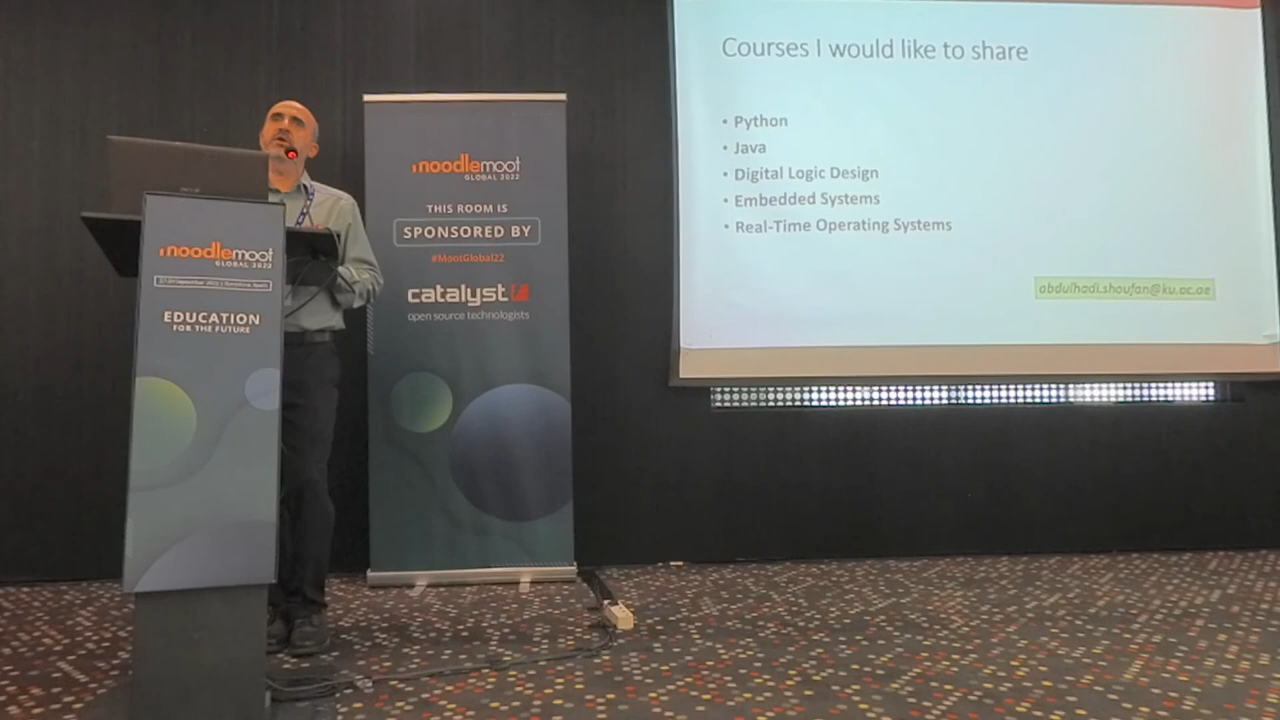 moodlemoot
GLOBAL 2022
EDUCATION
FOR THE FUTURE
moodlemoot
GLOBAL 2022
THIS ROOM IS
SPONSORED BY
#MootGlobal22
catalyst
open source technologists
Courses I would like to share
• Python
• Java
• Digital Logic Design
• Embedded Systems
• Real-Time Operating Systems
abdulhadi.shoufan@ku.ac.ae